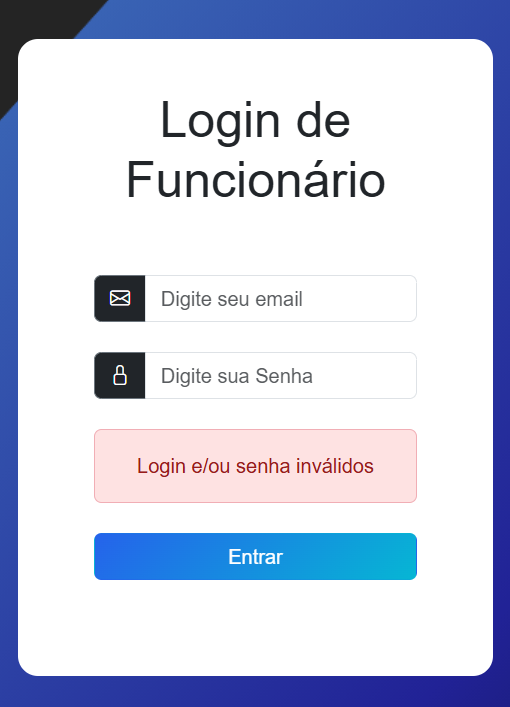 Login de
Funcionário
Digite seu email
Digite sua Senha
Login e/ou senha inválidos
Entrar